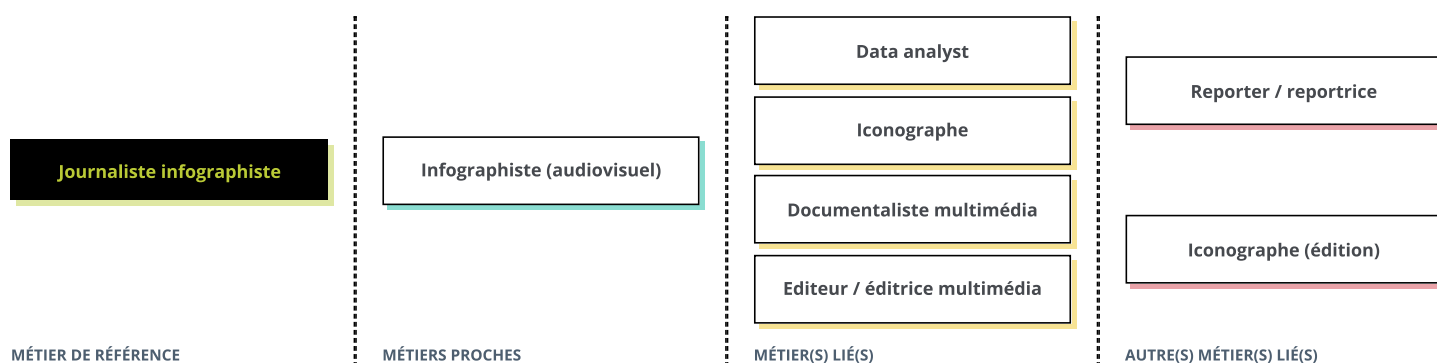 Journaliste infographiste
MÉTIER DE RÉFÉRENCE
Infographiste (audiovisuel)
MÉTIERS PROCHES
Data analyst
Iconographe
Documentaliste multimédia
Editeur / éditrice multimédia
MÉTIER(S) LIÉ(S)
Reporter / reportrice
Iconographe (édition)
AUTRE(S) MÉTIER(S) LIÉ(S)